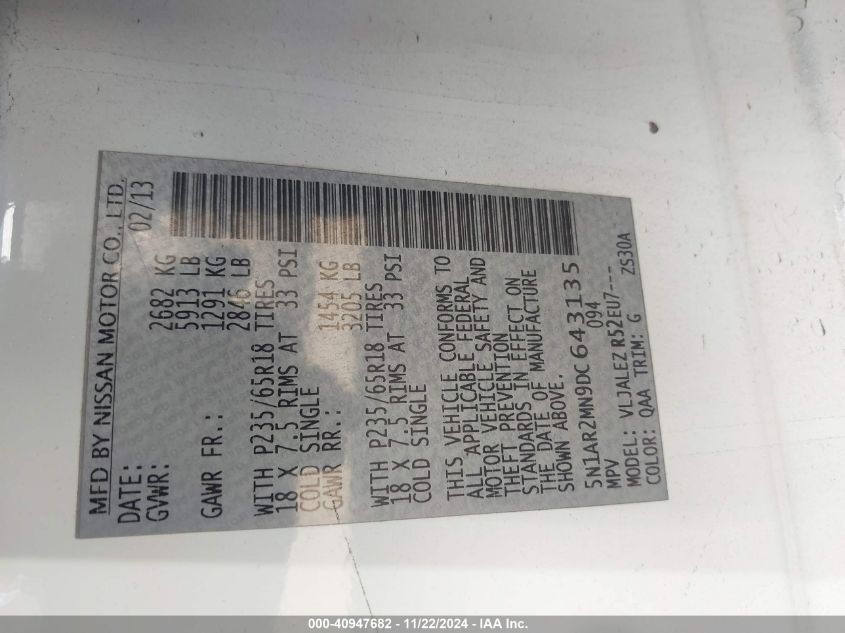 MFD BY NISSAN MOTOR CO., LTD.
DATE: 02/13
GVWR: 2682 KG
5913 LB
GAWR FR.: 1291 KG
2846 LB
WITH P235/65R18 TIRES
18 X 7.5 RIMS AT 33 PSI
COLD SINGLE
GAWR RR.: 1454 KG
3205 LB
WITH P235/65R18 TIRES
18 X 7.5 RIMS AT 33 PSI
COLD SINGLE
THIS VEHICLE CONFORMS TO
ALL APPLICABLE FEDERAL
MOTOR VEHICLE SAFETY AND
THEFT PREVENTION
STANDARDS IN EFFECT ON
THE DATE OF MANUFACTURE
SHOWN ABOVE.
5N1AR2MN9DC643135
MPV 094
MODEL: VLJALEZ R52EU7---
COLOR: QAA TRIM: G ZS30A
000-40947682 - 11/22/2024 - IAA Inc.